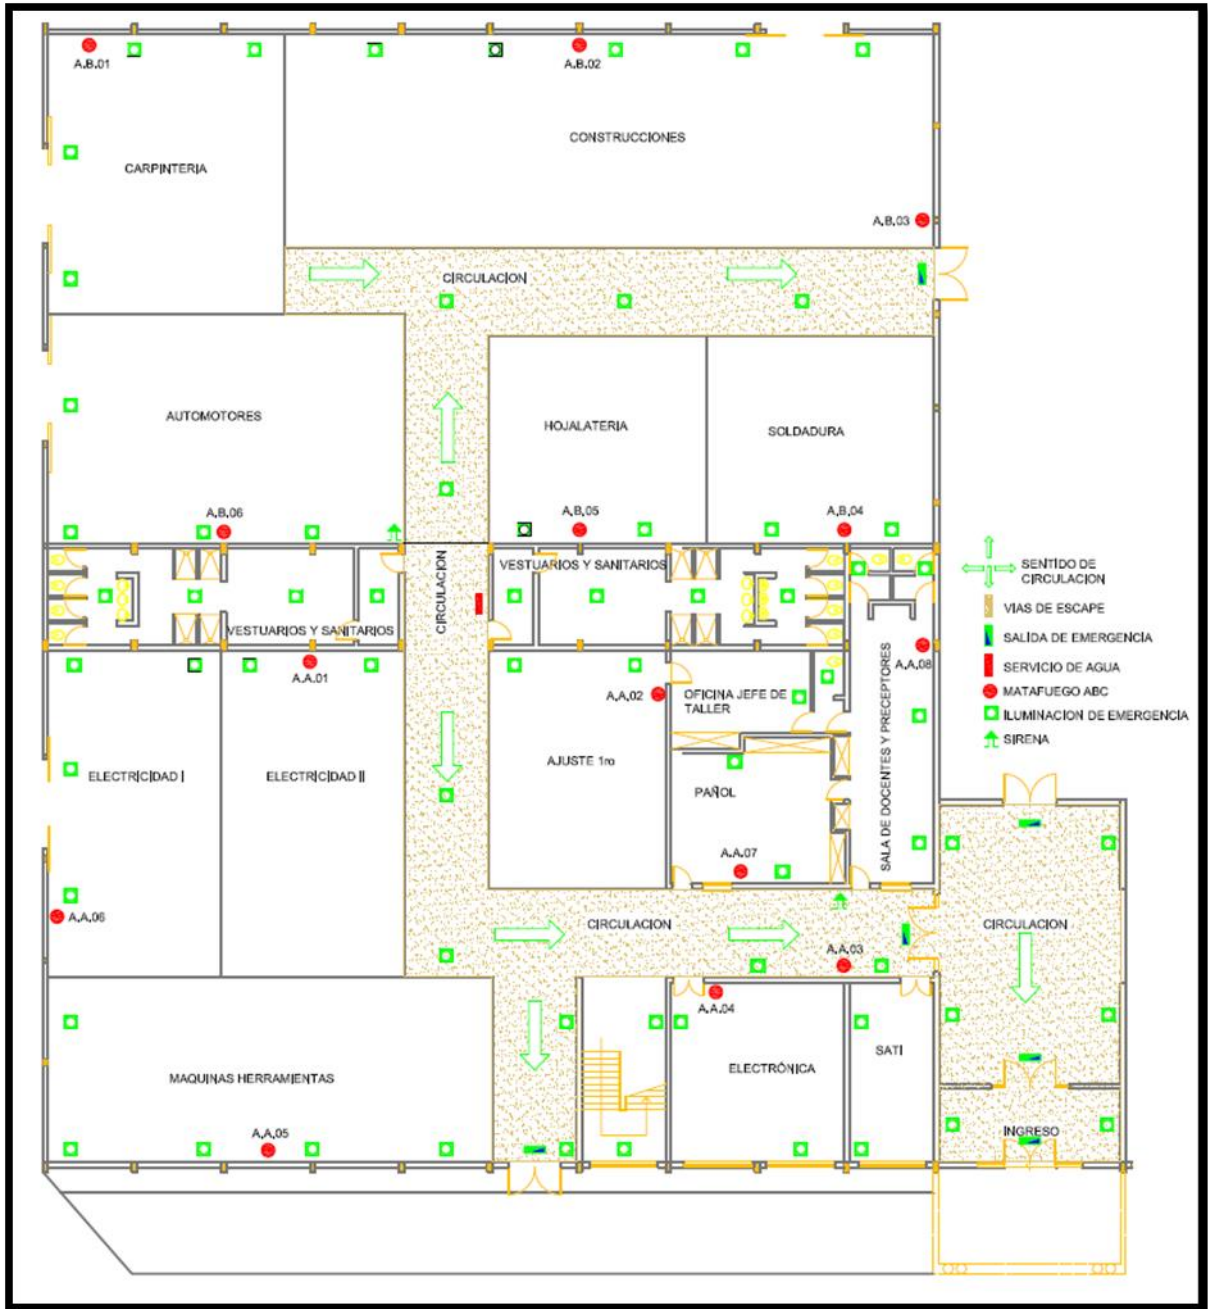 A.B.01
A.B.02
CONSTRUCCIONES
CARPINTERIA
A.B.03
CIRCULACION
AUTOMOTORES
HOJALATERIA
SOLDADURA
A.B.06
A.B.05
A.B.04
CIRCULACION
VESTUARIOS Y SANITARIOS
VESTUARIOS Y SANITARIOS
SENTIDO DE
CIRCULACION
VIAS DE ESCAPE
SALÍDA DE EMERGENCÍA
SERVICIO DE AGUA
MATAFUEGO ABC
ILUMINACION DE EMERGENCIA
SIRENA
A.A.01
A.A.02
OFICINA JEFE DE
TALLER
A.A.08
SALA DE DOCENTES Y PRECEPTORES
ELECTRICIDAD I
ELECTRICIDAD II
AJUSTE 1ro
PAÑOL
A.A.07
A.A.06
CIRCULACION
CIRCULACION
A.A.03
A.A.04
SATI
ELECTRÓNICA
MAQUINAS HERRAMIENTAS
A.A.05
INGRESO